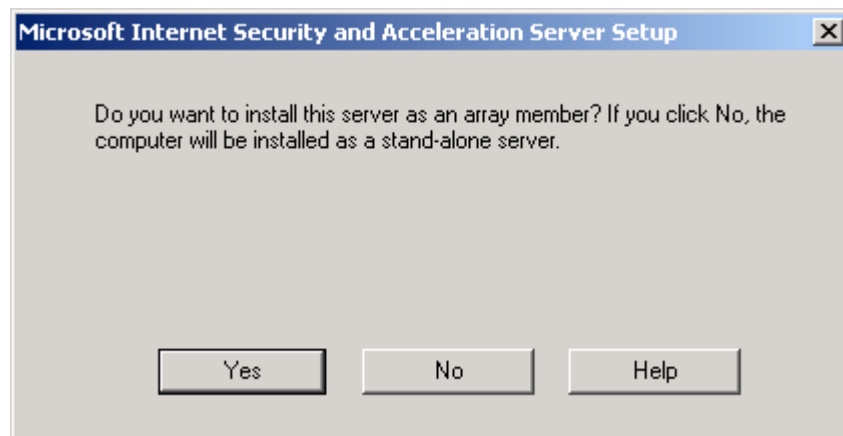 Microsoft Internet Security and Acceleration Server Setup
Do you want to install this server as an array member? If you click No, the
computer will be installed as a stand-alone server.
Yes No Help